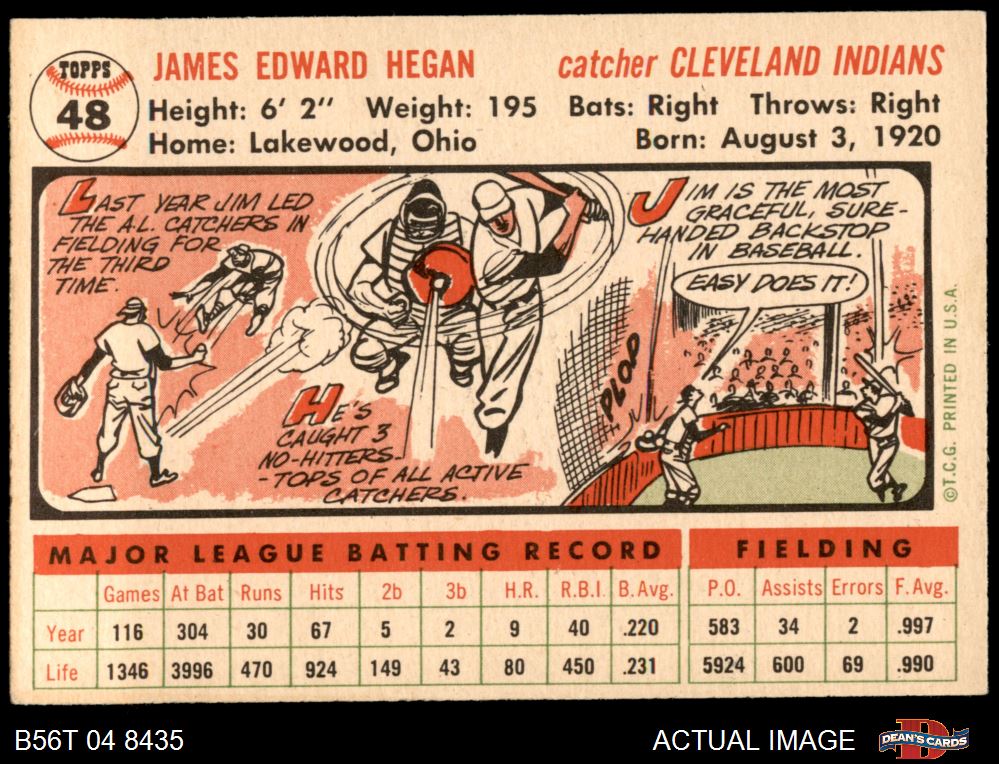 TOPPS
48
JAMES EDWARD HEGAN
catcher CLEVELAND INDIANS
Height: 6' 2" Weight: 195 Bats: Right Throws: Right
Home: Lakewood, Ohio Born: August 3, 1920
LAST YEAR JIM LED
THE A.L. CATCHERS IN
FIELDING FOR
THE THIRD
TIME.
HE'S
CAUGHT 3
NO-HITTERS-
-TOPS OF ALL ACTIVE
CATCHERS.
JIM IS THE MOST
GRACEFUL, SURE-
HANDED BACKSTOP
IN BASEBALL.
EASY DOES IT!
PLOP
©T.C.G. PRINTED IN U.S.A.
MAJOR LEAGUE BATTING RECORD FIELDING
Games At Bat Runs Hits 2b 3b H.R. R.B.I. B.Avg. P.O. Assists Errors F.Avg.
Year 116 304 30 67 5 2 9 40 .220 583 34 2 .997
Life 1346 3996 470 924 149 43 80 450 .231 5924 600 69 .990
B56T 04 8435
ACTUAL IMAGE
D
DEAN'S CARDS